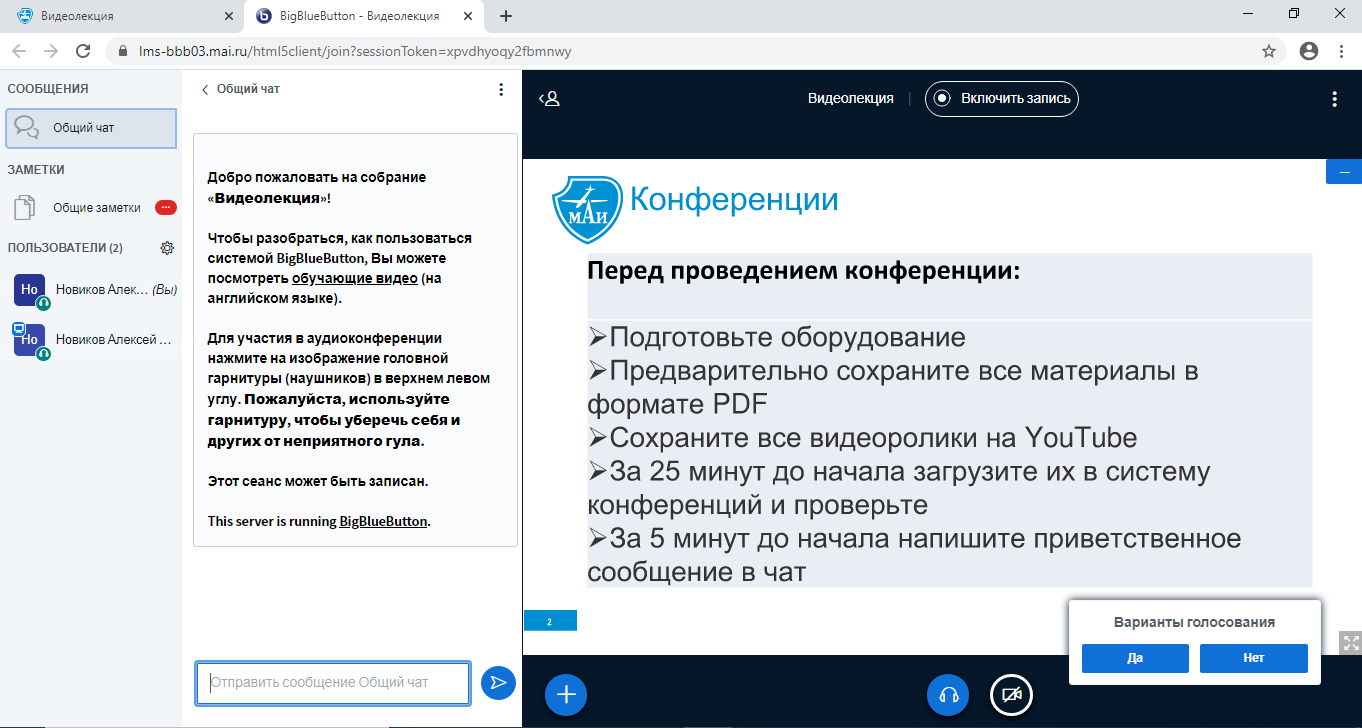 Видеолекция
BigBlueButton - Видеолекция
lms-bbb03.mai.ru/html5client/join?sessionToken=xpvdhyoqy2fbmnwy
СООБЩЕНИЯ
Общий чат
ЗАМЕТКИ
Общие заметки
ПОЛЬЗОВАТЕЛИ (2)
Но
Новиков Алек... (Вы)
Но
Новиков Алексей ...
Общий чат
Добро пожаловать на собрание
«Видеолекция»!
Чтобы разобраться, как пользоваться
системой BigBlueButton, Вы можете
посмотреть обучающие видео (на
английском языке).
Для участия в аудиоконференции
нажмите на изображение головной
гарнитуры (наушников) в верхнем левом
углу. Пожалуйста, используйте
гарнитуру, чтобы уберечь себя и
других от неприятного гула.
Этот сеанс может быть записан.
This server is running BigBlueButton.
Отправить сообщение Общий чат
Видеолекция
Включить запись
МАИ
Конференции
Перед проведением конференции:
➢Подготовьте оборудование
➢Предварительно сохраните все материалы в
формате PDF
➢Сохраните все видеоролики на YouTube
➢За 25 минут до начала загрузите их в систему
конференций и проверьте
➢За 5 минут до начала напишите приветственное
сообщение в чат
2
Варианты голосования
Да
Нет